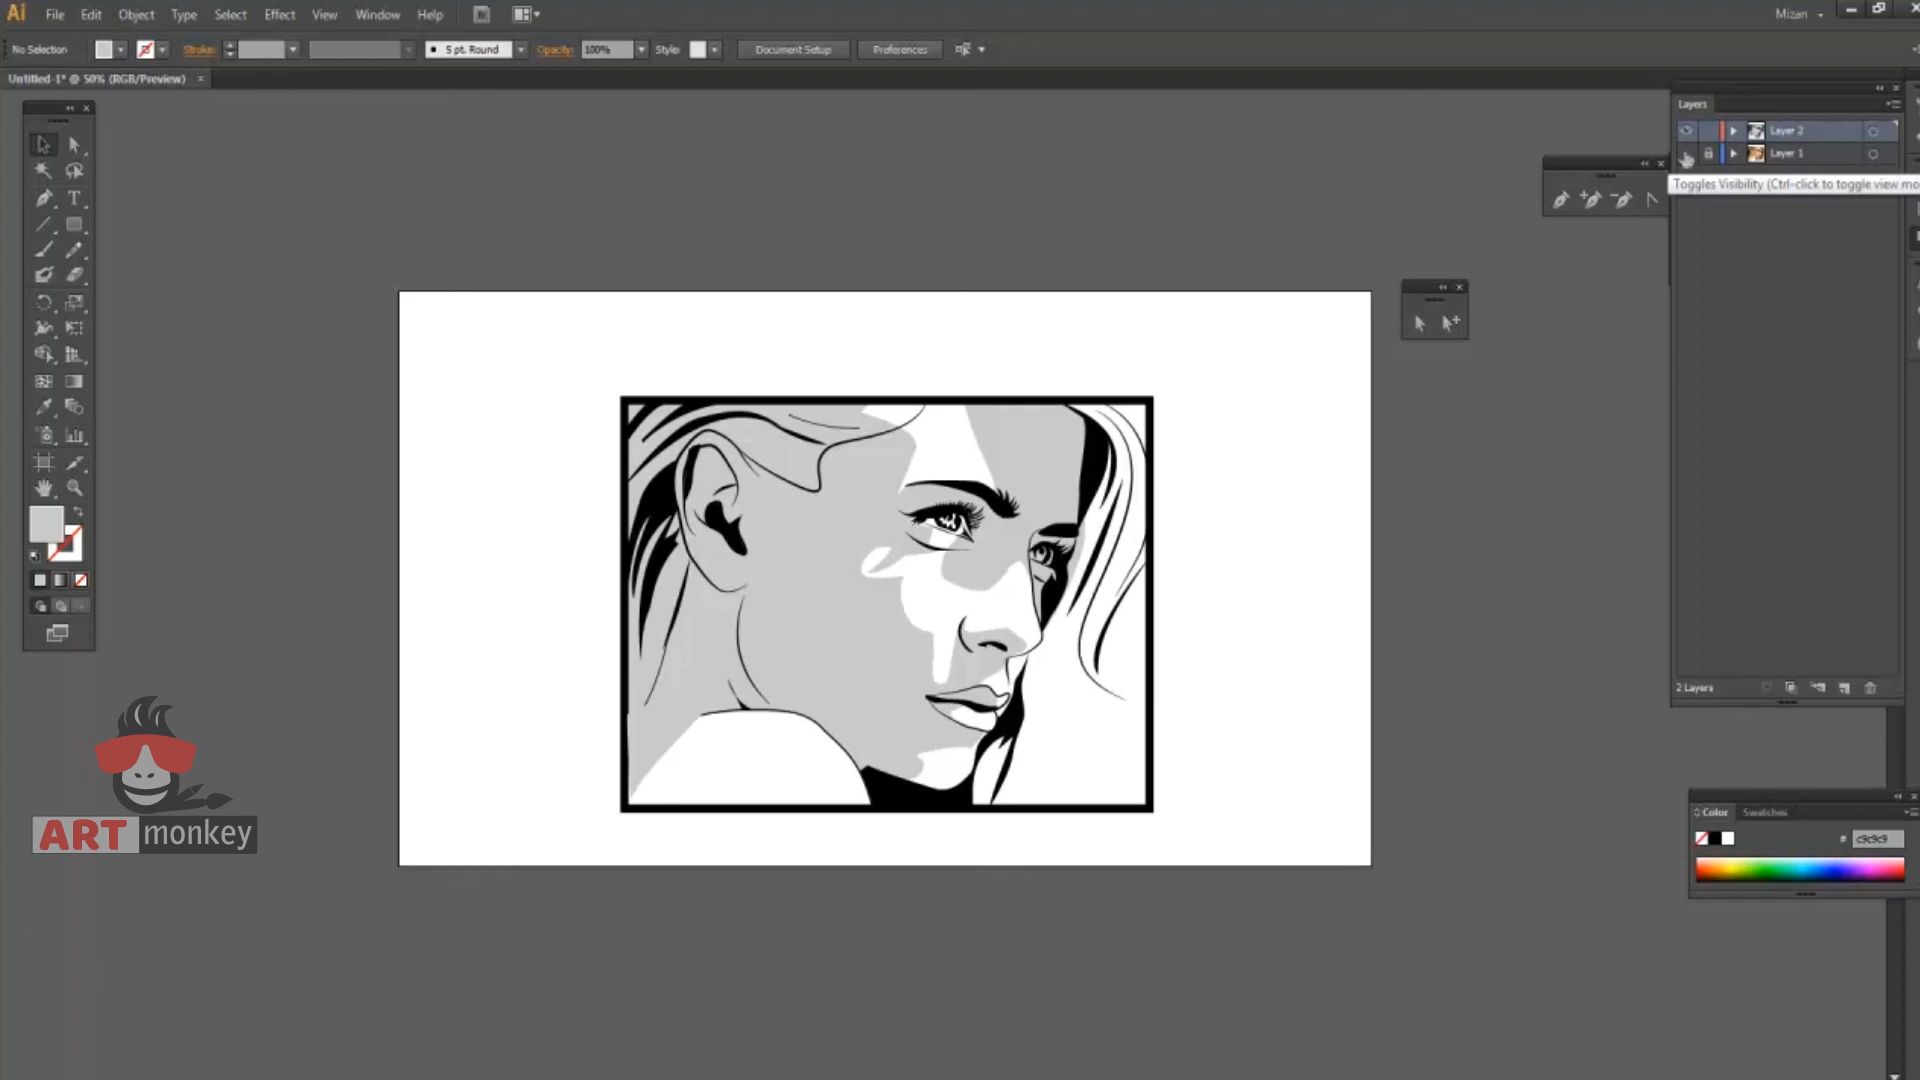 Ai File Edit Object Type Select Effect View Window Help Br Mizan
No Selection Stroke: 5 pt. Round Opacity: 100% Style: Document Setup Preferences
Untitled-1* @ 50% (RGB/Preview) ×
Layers
Layer 2
Layer 1
Toggles Visibility (Ctrl-click to toggle view mo
2 Layers
Color Swatches
# c9c9c9
ART monkey